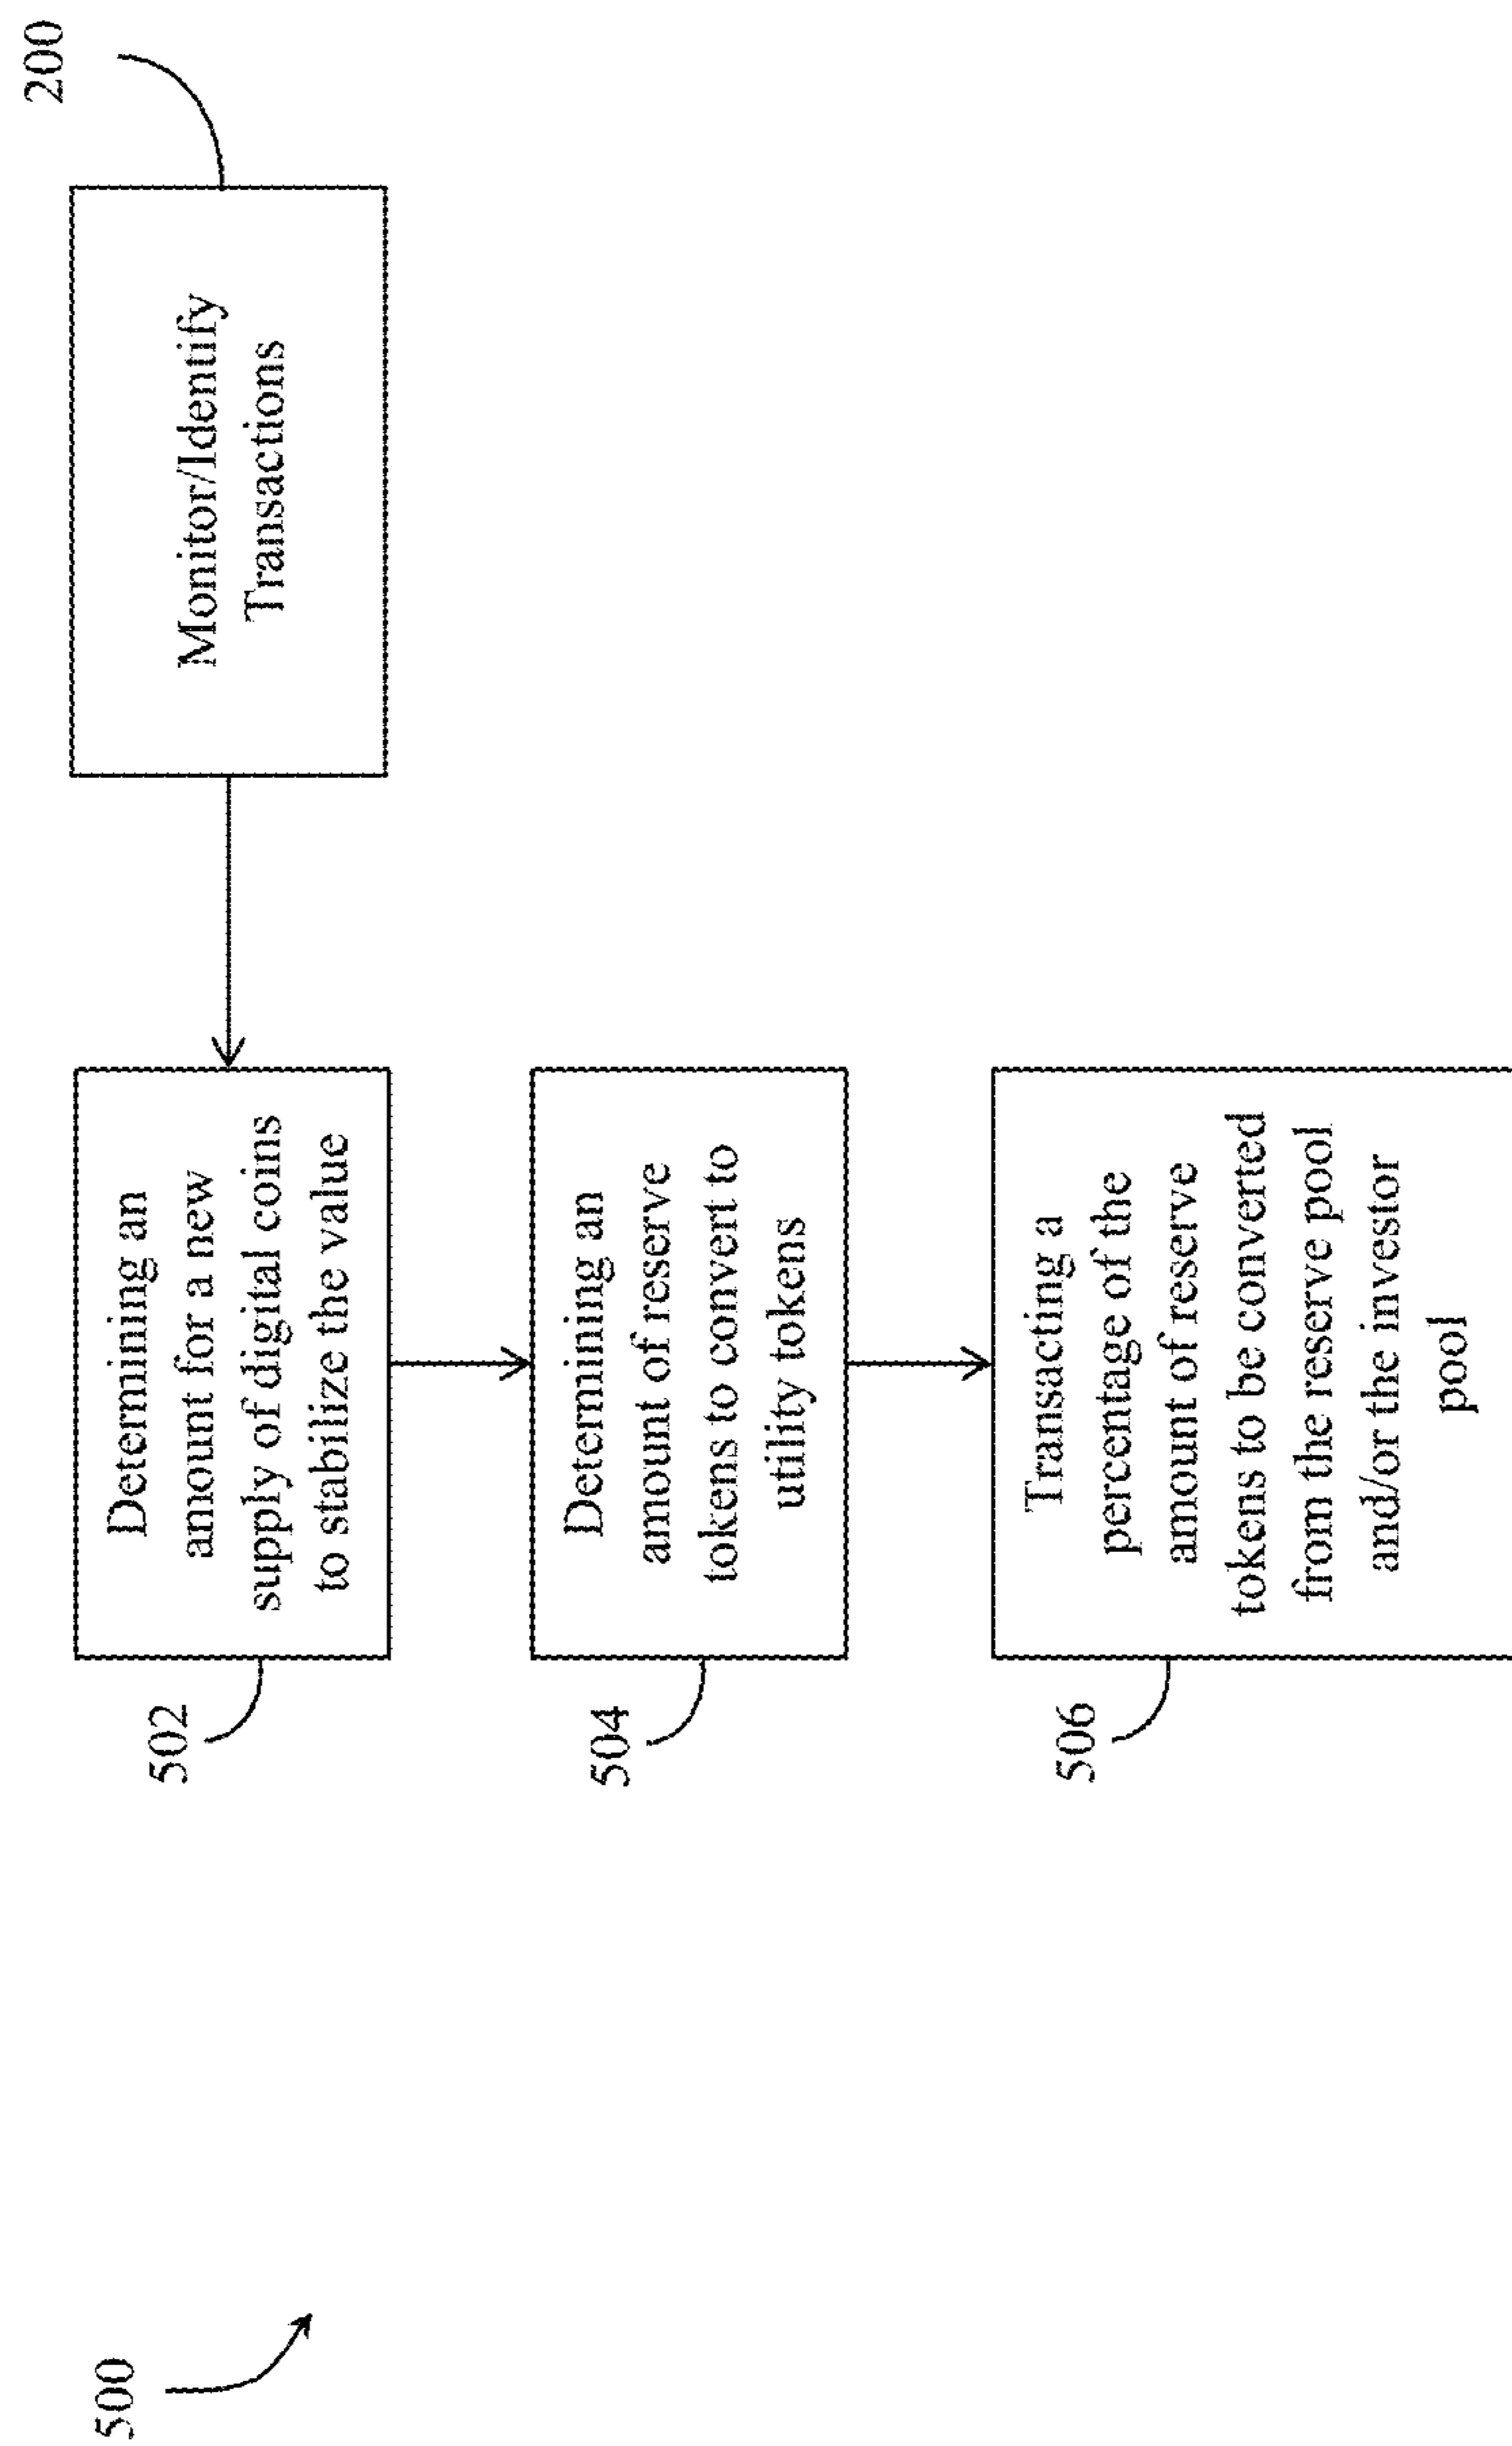 500
502
Determining an
amount for a new
supply of digital coins
to stabilize the value
200
Monitor/Identify
Transactions
504
Determining an
amount of reserve
tokens to convert to
utility tokens
506
Transacting a
percentage of the
amount of reserve
tokens to be converted
from the reserve pool
and/or the investor
pool